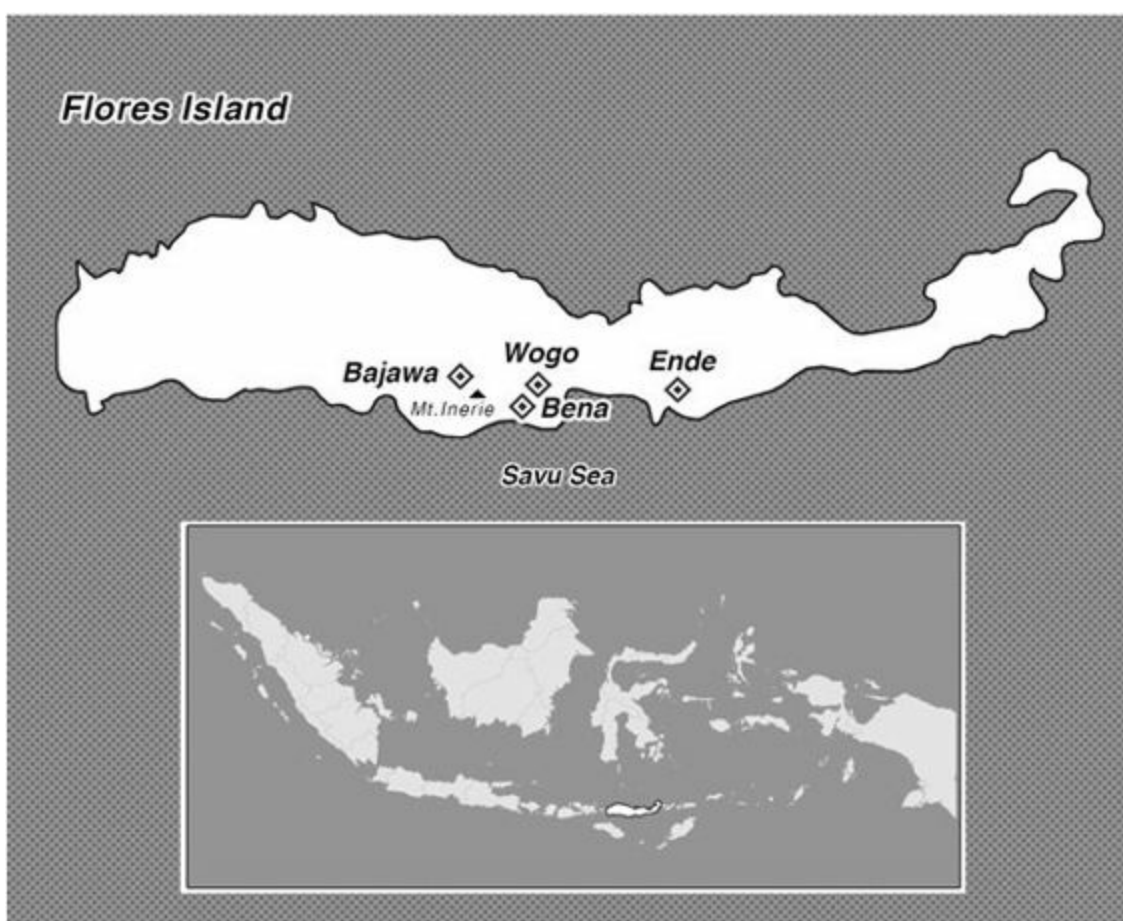 Flores Island
Wogo
Ende
Bajawa
Mt.Inerie
Bena
Savu Sea